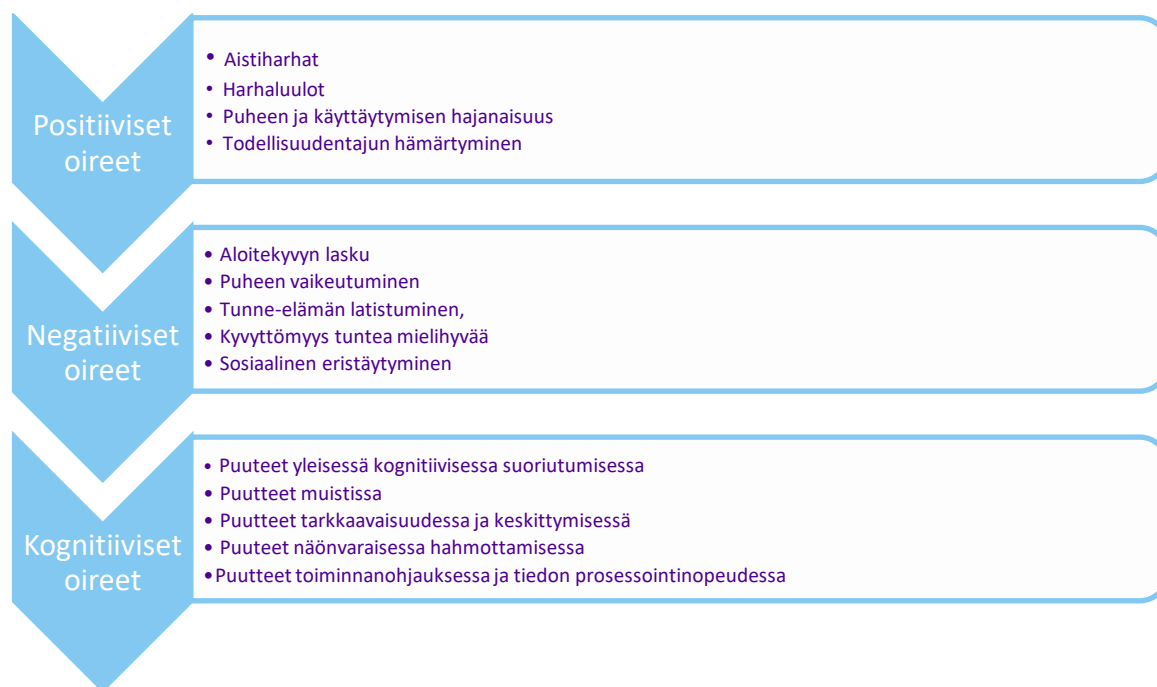 Positiiviset
oireet
• Aistiharhat
• Harhaluulot
• Puheen ja käyttäytymisen hajanaisuus
• Todellisuudentajun hämärtyminen
Negatiiviset
oireet
• Aloitekyvyn lasku
• Puheen vaikeutuminen
• Tunne-elämän latistuminen,
• Kyvyttömyys tuntea mielihyvää
• Sosiaalinen eristäytyminen
Kognitiiviset
oireet
• Puuteet yleisessä kognitiivisessa suoriutumisessa
• Puutteet muistissa
• Puutteet tarkkaavaisuudessa ja keskittymisessä
• Puuteet näönvaraisessa hahmottamisessa
•Puutteet toiminnanohjauksessa ja tiedon prosessointinopeudessa